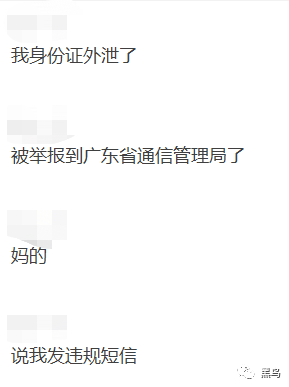 我身份证外泄了
被举报到广东省通信管理局了
妈的
说我发违规短信
黑鸟